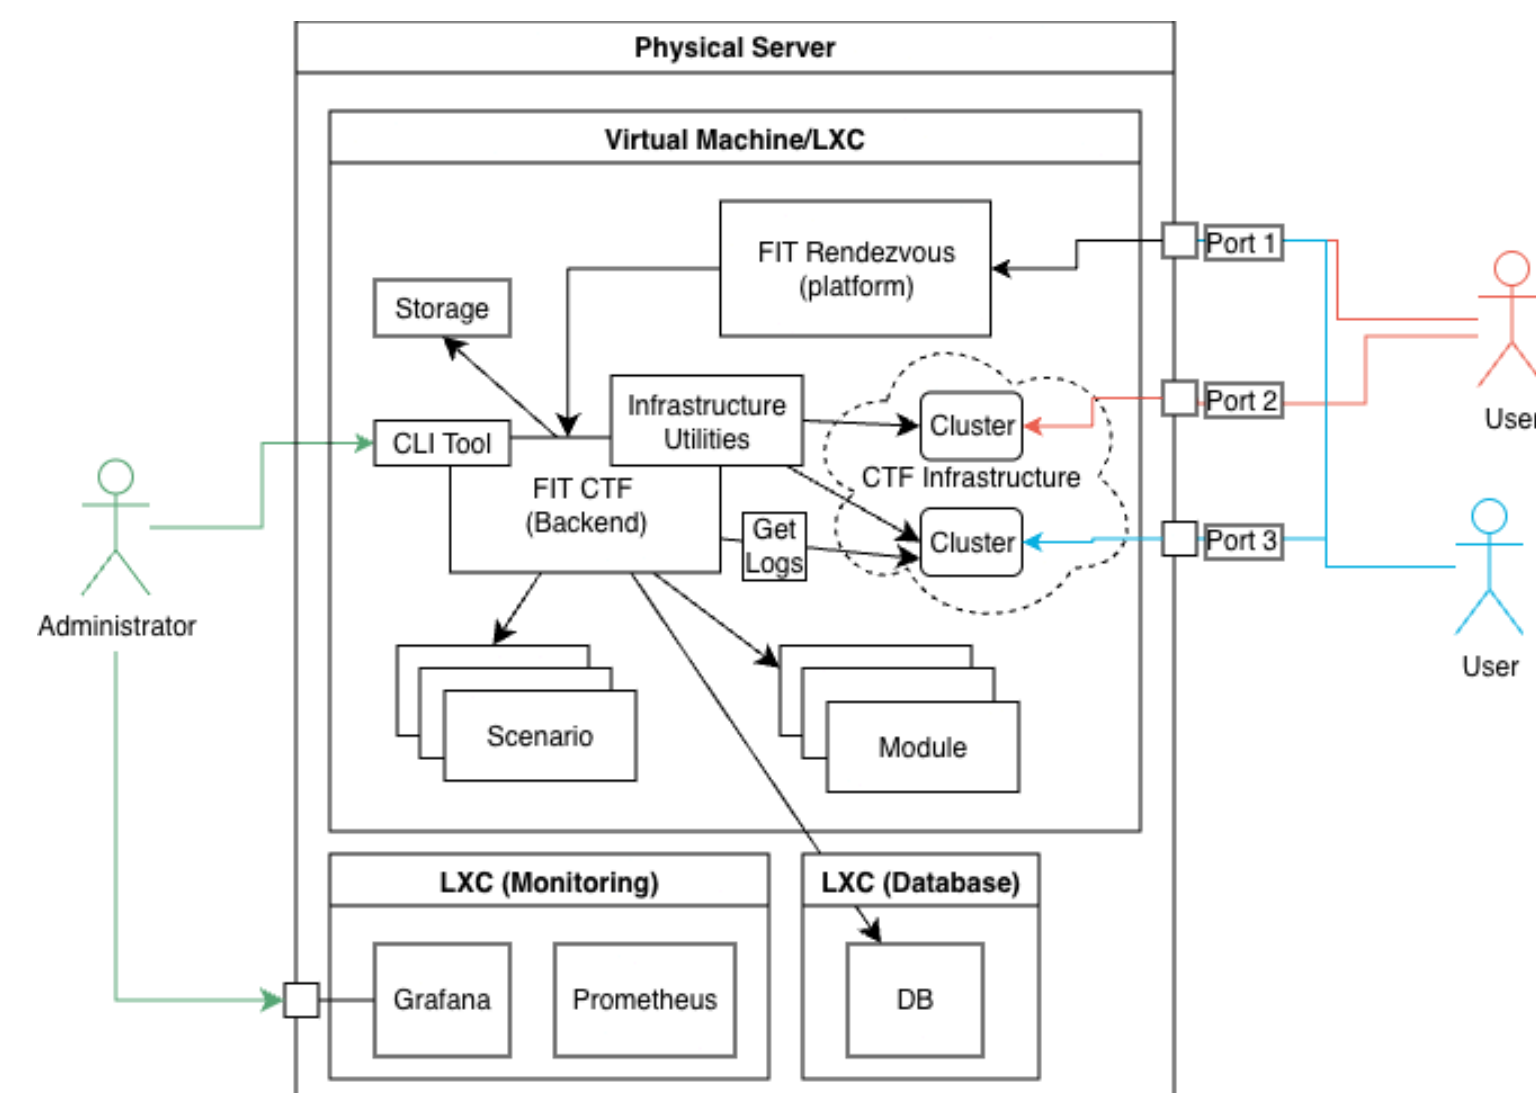 Physical Server
Virtual Machine/LXC
FIT Rendezvous
(platform)
Port 1
Storage
Infrastructure
Utilities
Cluster
Port 2
User
CLI Tool
CTF Infrastructure
FIT CTF
(Backend)
Get
Logs
Cluster
Port 3
Administrator
User
Scenario
Module
LXC (Monitoring)
LXC (Database)
Grafana
Prometheus
DB